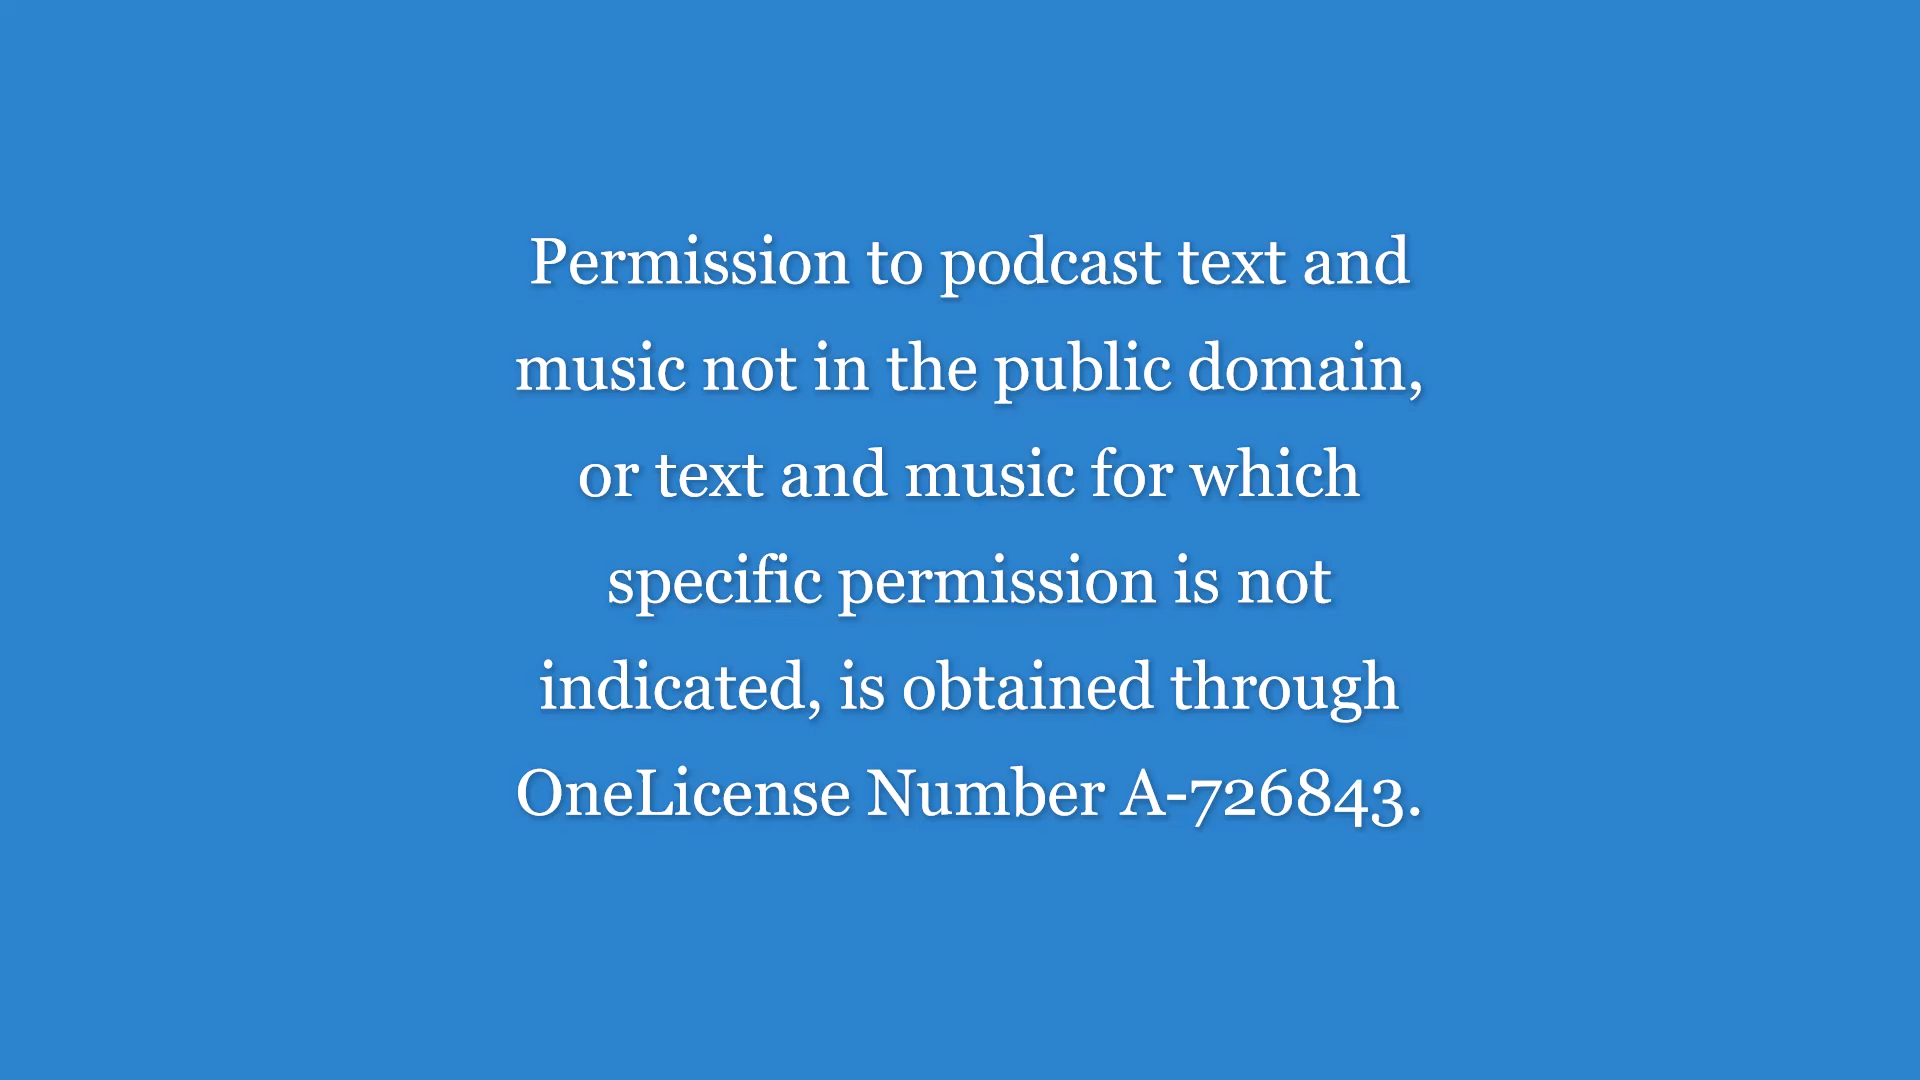 Permission to podcast text and
music not in the public domain,
or text and music for which
specific permission is not
indicated, is obtained through
OneLicense Number A-726843.